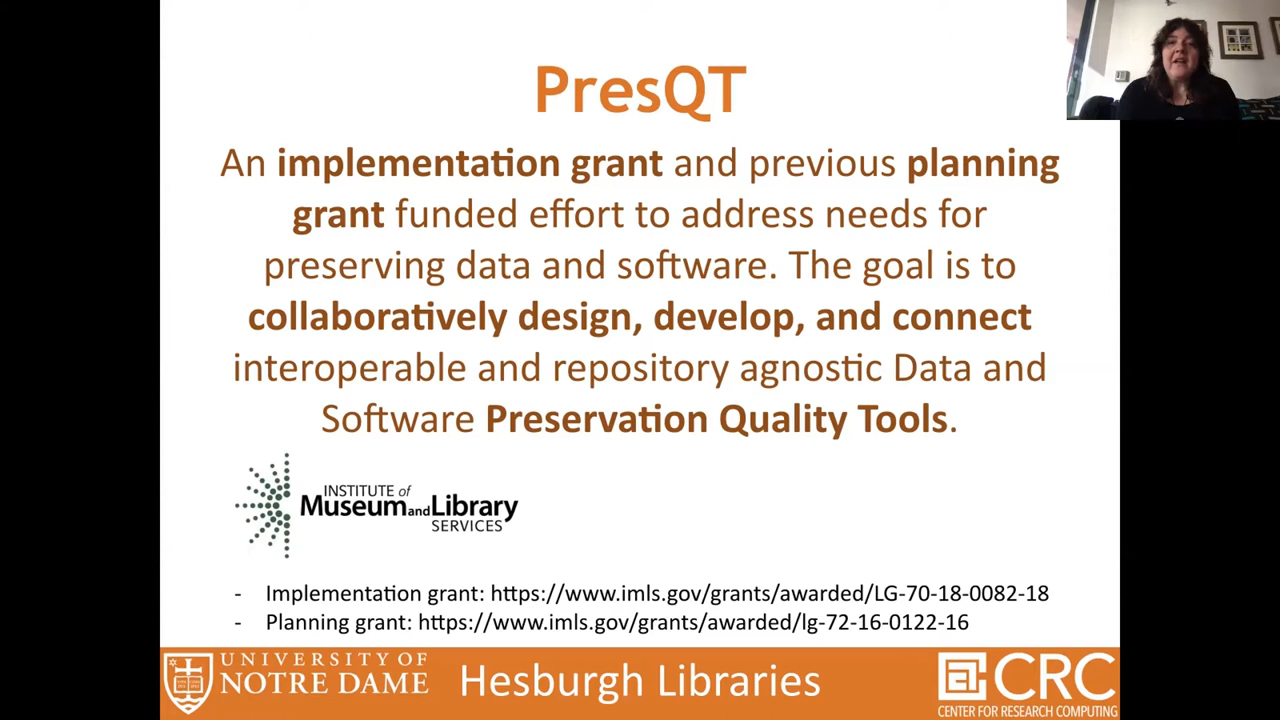 PresQT
An implementation grant and previous planning
grant funded effort to address needs for
preserving data and software. The goal is to
collaboratively design, develop, and connect
interoperable and repository agnostic Data and
Software Preservation Quality Tools.
INSTITUTE of
Museum and Library
SERVICES
- Implementation grant: https://www.imls.gov/grants/awarded/LG-70-18-0082-18
- Planning grant: https://www.imls.gov/grants/awarded/lg-72-16-0122-16
UNIVERSITY OF
NOTRE DAME
Hesburgh Libraries
CRC
CENTER FOR RESEARCH COMPUTING